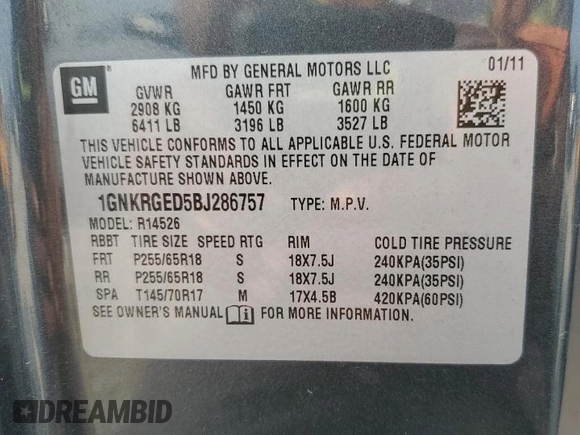 GM
MFD BY GENERAL MOTORS LLC
01/11
GVWR GAWR FRT GAWR RR
2908 KG 1450 KG 1600 KG
6411 LB 3196 LB 3527 LB
THIS VEHICLE CONFORMS TO ALL APPLICABLE U.S. FEDERAL MOTOR
VEHICLE SAFETY STANDARDS IN EFFECT ON THE DATE OF
MANUFACTURE SHOWN ABOVE.
1GNKRGED5BJ286757 TYPE: M.P.V.
MODEL: R14526
RBBT TIRE SIZE SPEED RTG RIM COLD TIRE PRESSURE
FRT P255/65R18 S 18X7.5J 240KPA(35PSI)
RR P255/65R18 S 18X7.5J 240KPA(35PSI)
SPA T145/70R17 M 17X4.5B 420KPA(60PSI)
SEE OWNER'S MANUAL FOR MORE INFORMATION.
DREAMBID